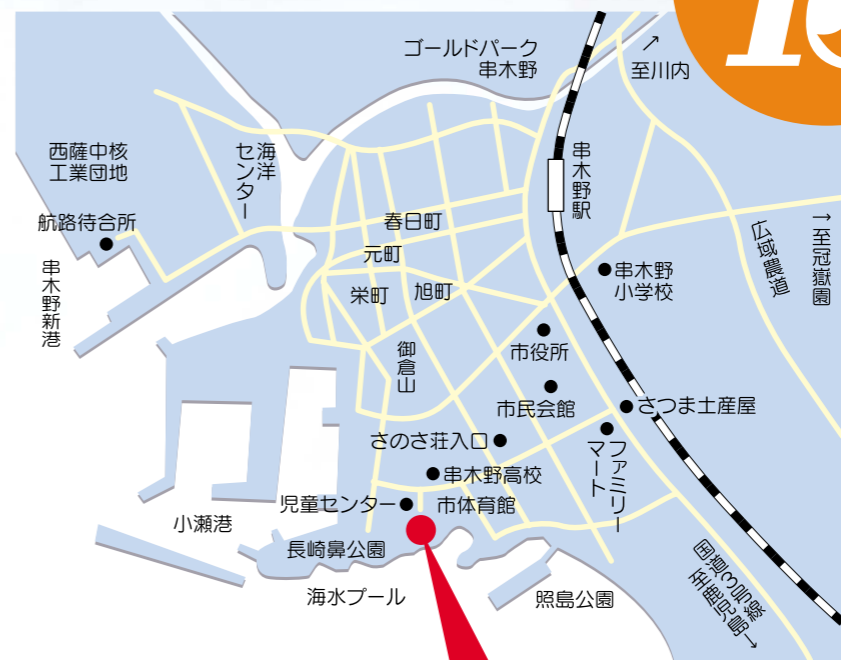 ゴールドパーク
串木野
↗
至川内
西薩中核
工業団地
海洋
センター
串木野駅
航路待合所
春日町
元町
広域農道
→至冠嶽園
串木野新港
栄町
旭町
串木野
小学校
御倉山
市役所
市民会館
さつま土産屋
さのさ荘入口
ファミリー
マート
串木野高校
児童センター
市体育館
小瀬港
長崎鼻公園
海水プール
照島公園
国道3号線
至鹿児島→